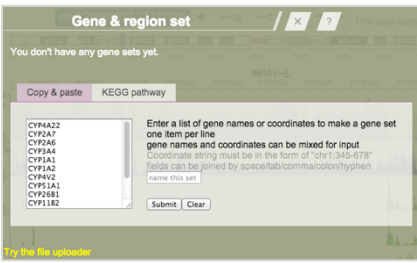 Gene & region set
×
?
You don't have any gene sets yet.
8610
Copy & paste
KEGG pathway
CYP4A22
CYP2A7
CYP2A6
CYP3A4
CYP1A1
CYP1A2
CYP4V2
CYP51A1
CYP26B1
CYP11B2
Enter a list of gene names or coordinates to make a gene set
one item per line
gene names and coordinates can be mixed for input
Coordinate string must be in the form of "chr1:345-678"
fields can be joined by space/tab/comma/colon/hyphen
name this set
Submit
Clear
Try the file uploader